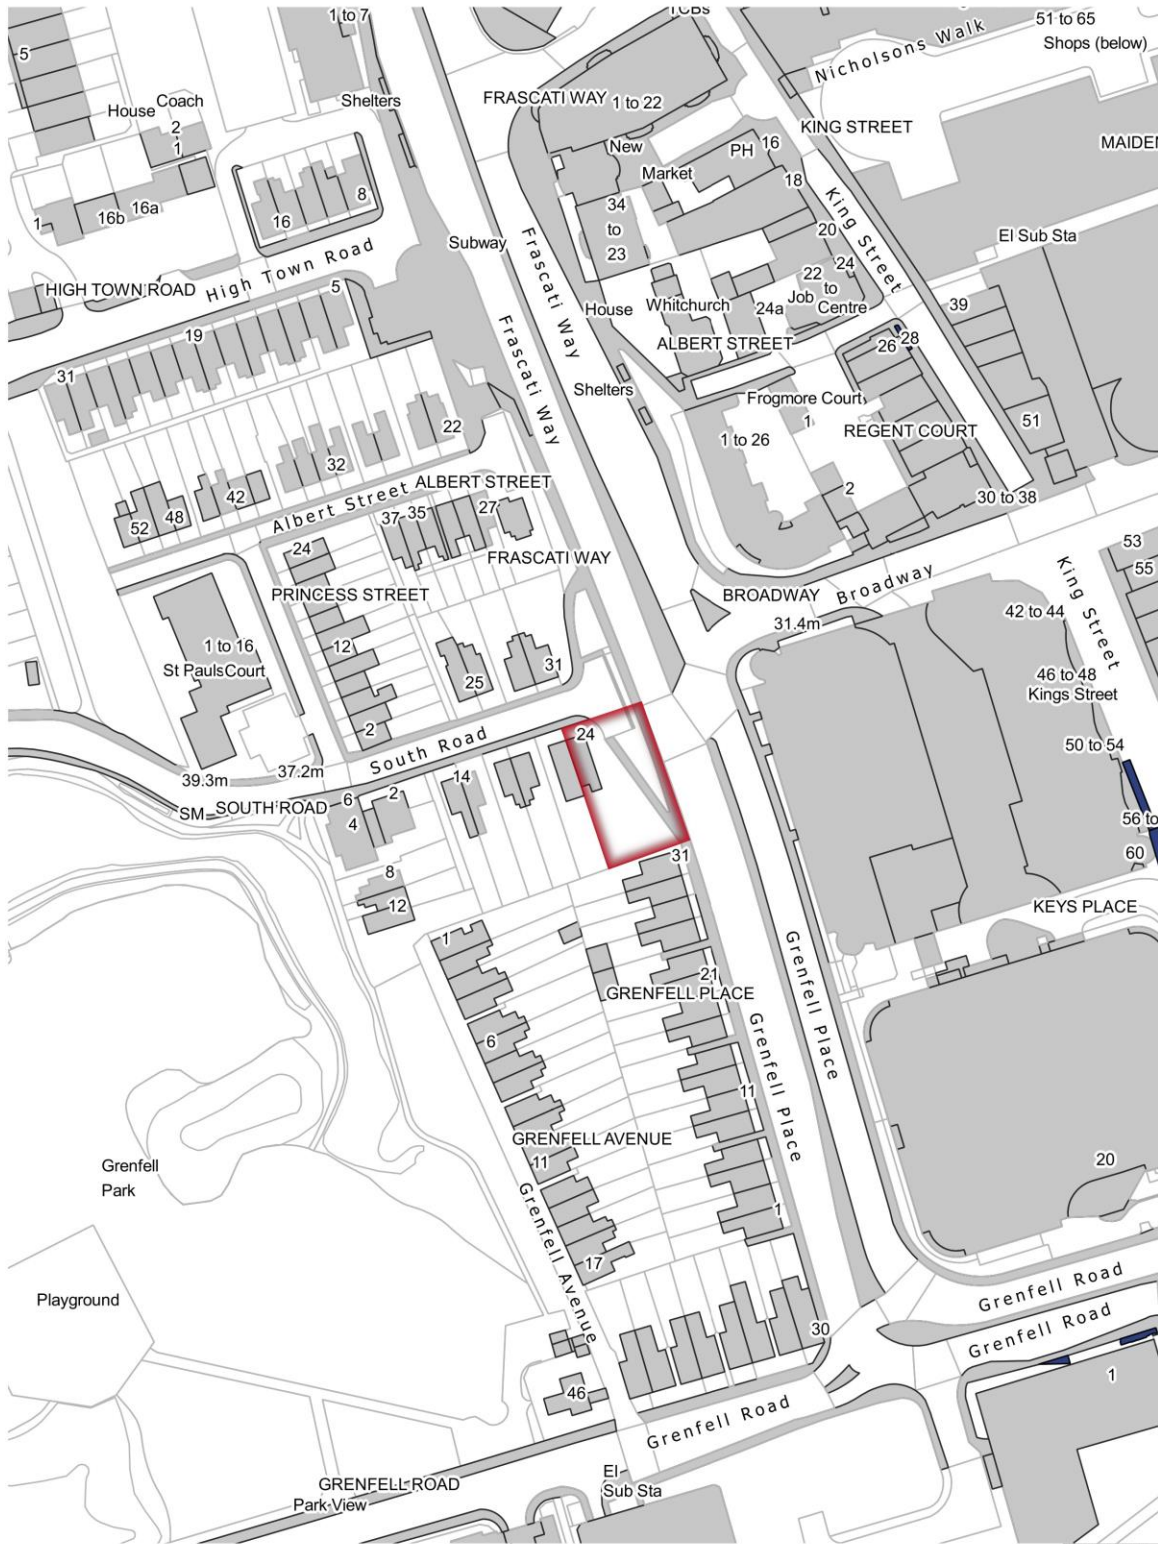 TCBs
1 to 7
51 to 65
Shops (below)
Nicholsons Walk
5
House
Coach
2
1
Shelters
FRASCATI WAY
1 to 22
KING STREET
MAIDEN
New
PH
16
Market
18
16
8
1
16b
16a
34
to
23
20
King Street
El Sub Sta
Subway
Frascati Way
HIGH TOWN ROAD
High Town Road
5
House
Whitchurch
24a
22
to
24
Job
Centre
39
19
Frascati Way
ALBERT STREET
26
28
31
Shelters
Frogmore Court
1
1 to 26
REGENT COURT
51
22
32
2
30 to 38
ALBERT STREET
Albert Street
52
48
42
37
35
27
FRASCATI WAY
24
PRINCESS STREET
BROADWAY
Broadway
31.4m
King Street
53
55
42 to 44
1 to 16
St Pauls Court
12
25
31
46 to 48
Kings Street
2
South Road
24
50 to 54
39.3m
37.2m
SM
SOUTH ROAD
6
4
2
14
56 to
60
8
12
31
KEYS PLACE
1
21
GRENFELL PLACE
Grenfell Place
6
Grenfell Place
11
GRENFELL AVENUE
11
Grenfell
Park
20
1
Grenfell Avenue
17
Playground
Grenfell Road
Grenfell Road
30
46
1
Grenfell Road
GRENFELL ROAD
Park View
El
Sub Sta